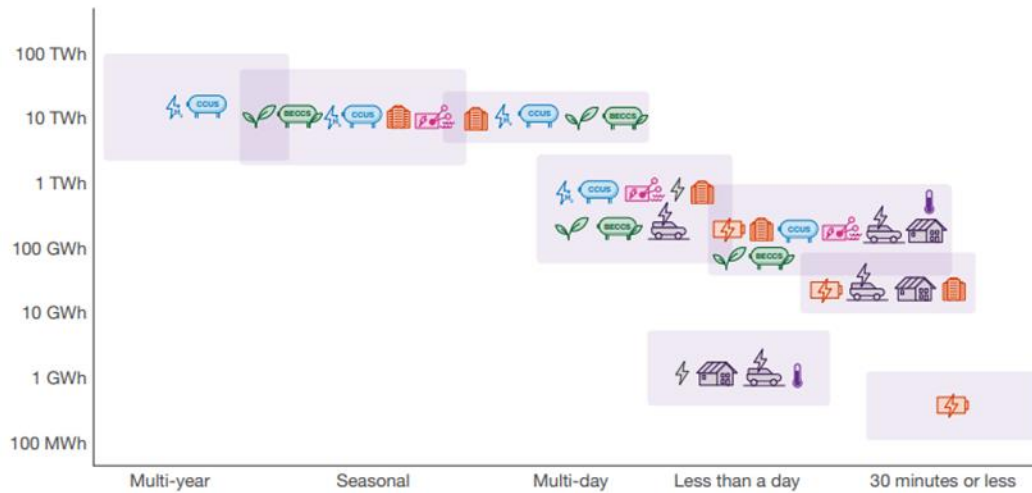 100 TWh
CCUS
10 TWh
BECCS
CCUS
CCUS
BECCS
1 TWh
CCUS
BECCS
CCUS
BECCS
100 GWh
10 GWh
1 GWh
100 MWh
Multi-year
Seasonal
Multi-day
Less than a day
30 minutes or less